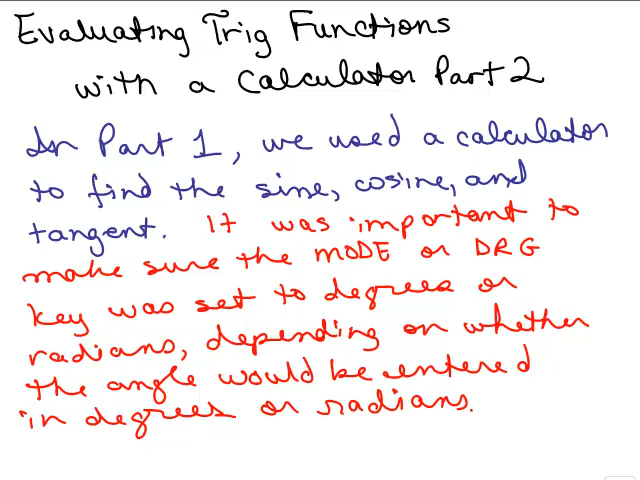 Evaluating Trig Functions
with a Calculator Part 2
In Part 1, we used a calculator
to find the sine, cosine, and
tangent. It was important to
make sure the MODE or DRG
key was set to degrees or
radians, depending on whether
the angle would be entered
in degrees or radians.